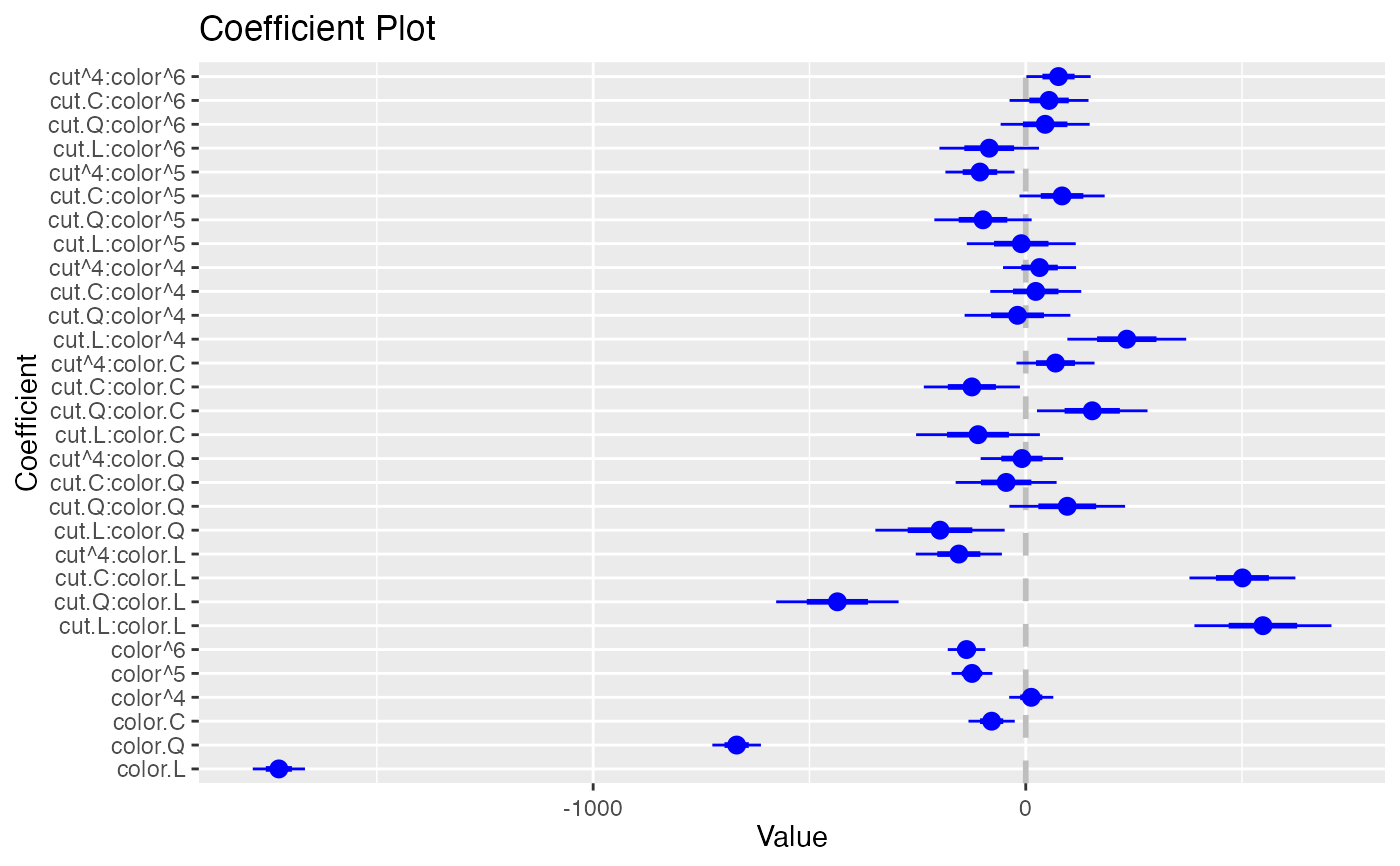 Coefficient Plot
cut^4:color^6
cut.C:color^6
cut.Q:color^6
cut.L:color^6
cut^4:color^5
cut.C:color^5
cut.Q:color^5
cut.L:color^5
cut^4:color^4
cut.C:color^4
cut.Q:color^4
cut.L:color^4
cut^4:color.C
cut.C:color.C
cut.Q:color.C
cut.L:color.C
cut^4:color.Q
cut.C:color.Q
cut.Q:color.Q
cut.L:color.Q
cut^4:color.L
cut.C:color.L
cut.Q:color.L
cut.L:color.L
color^6
color^5
color^4
color.C
color.Q
color.L
Coefficient
-1000
0
Value